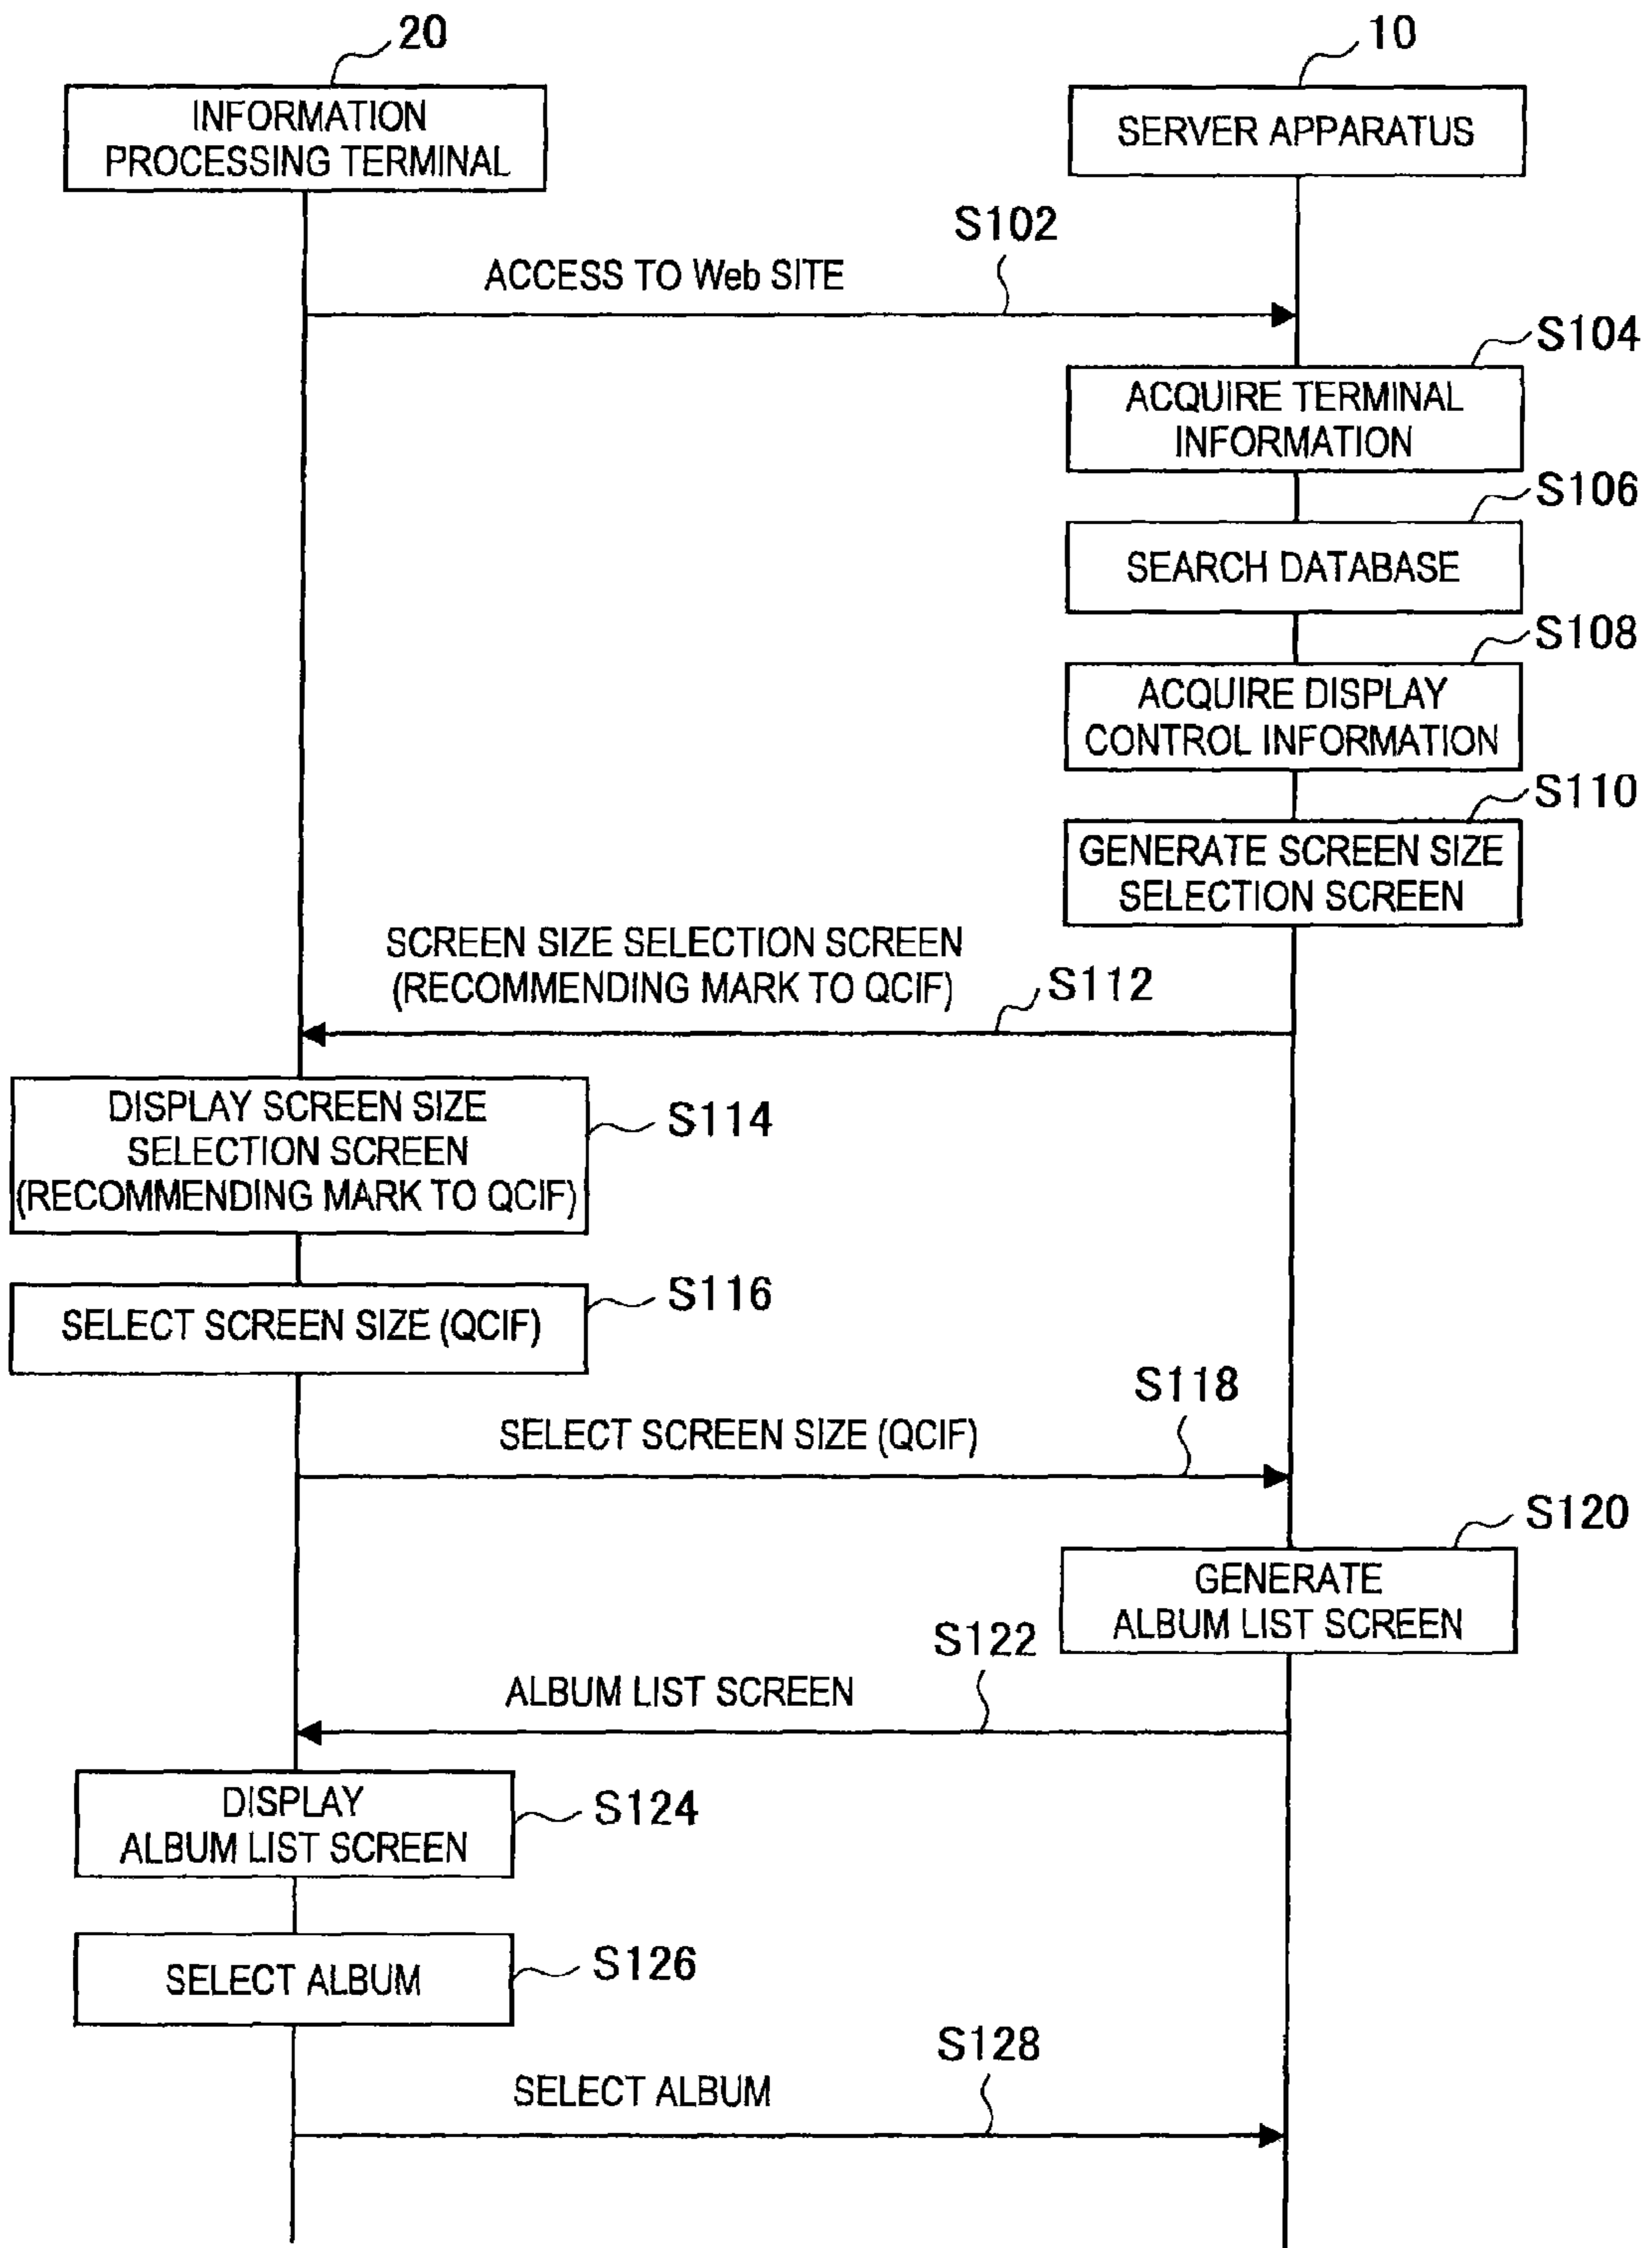 20
10
INFORMATION
PROCESSING TERMINAL
SERVER APPARATUS
S102
ACCESS TO Web SITE
S104
ACQUIRE TERMINAL
INFORMATION
S106
SEARCH DATABASE
S108
ACQUIRE DISPLAY
CONTROL INFORMATION
S110
GENERATE SCREEN SIZE
SELECTION SCREEN
SCREEN SIZE SELECTION SCREEN
(RECOMMENDING MARK TO QCIF)
S112
DISPLAY SCREEN SIZE
SELECTION SCREEN
(RECOMMENDING MARK TO QCIF)
S114
SELECT SCREEN SIZE (QCIF)
S116
S118
SELECT SCREEN SIZE (QCIF)
S120
GENERATE
ALBUM LIST SCREEN
S122
ALBUM LIST SCREEN
DISPLAY
ALBUM LIST SCREEN
S124
SELECT ALBUM
S126
S128
SELECT ALBUM